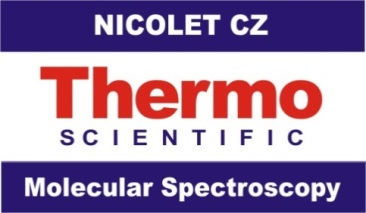 NICOLET CZ
Thermo
SCIENTIFIC
Molecular Spectroscopy